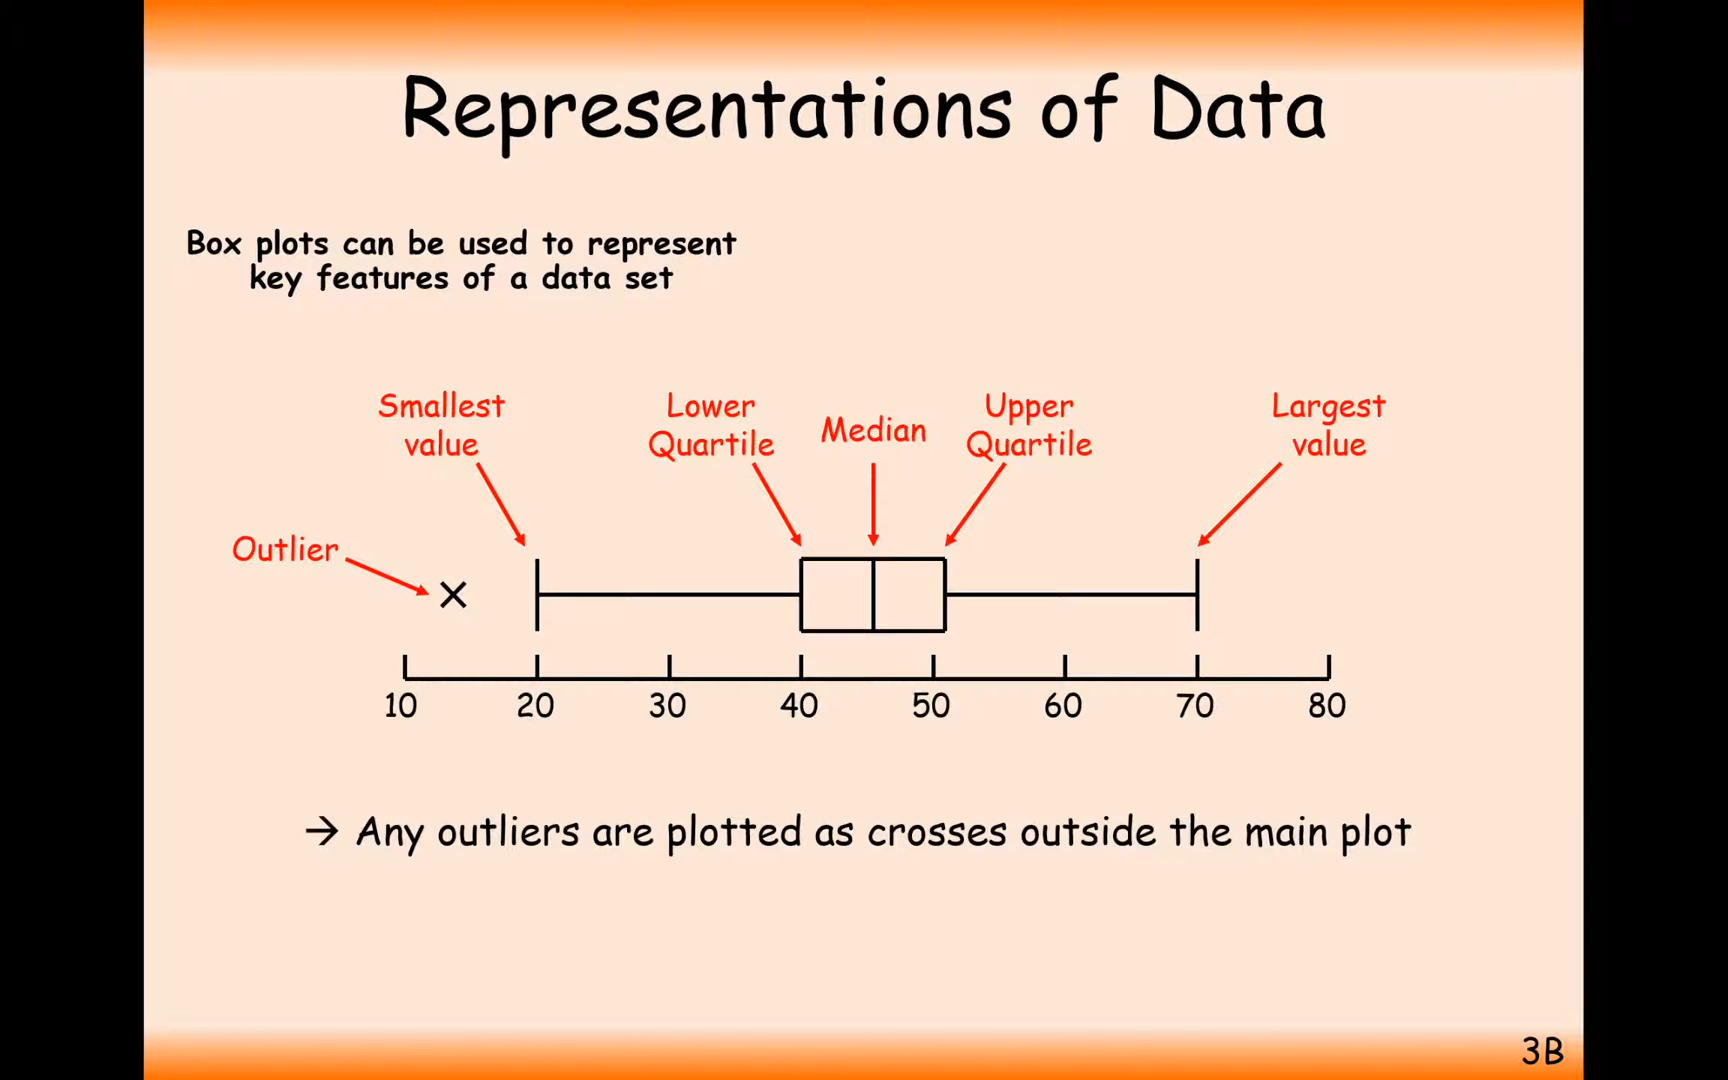 Representations of Data
Box plots can be used to represent
key features of a data set
Smallest
value
Lower
Quartile
Median
Upper
Quartile
Largest
value
Outlier
10 20 30 40 50 60 70 80
→ Any outliers are plotted as crosses outside the main plot
3B